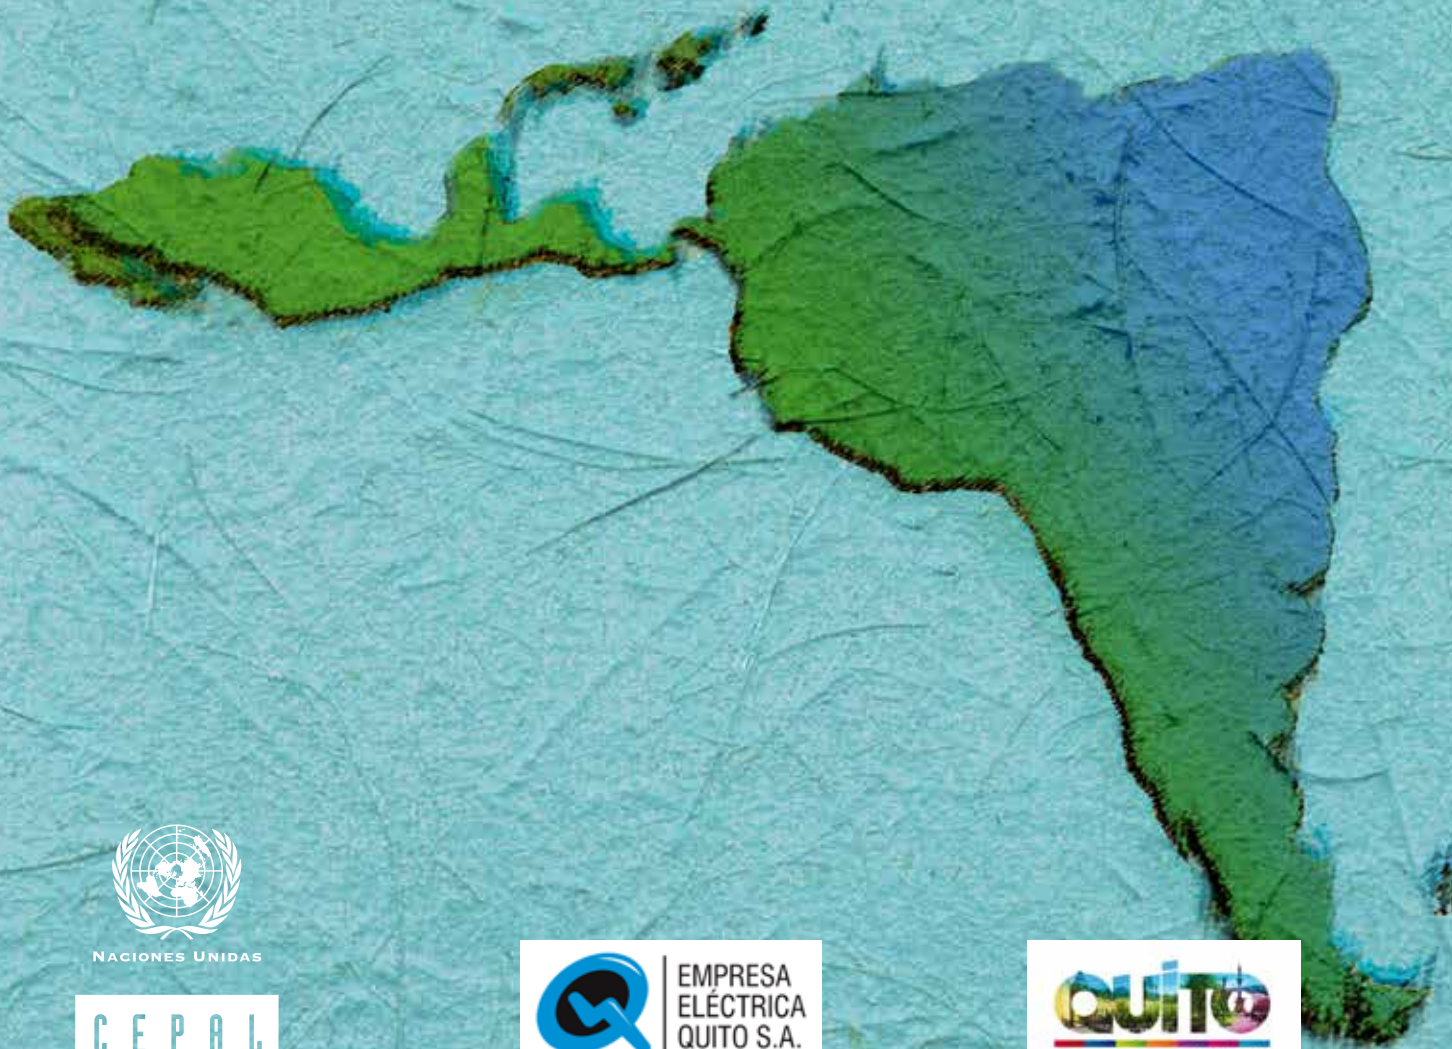 NACIONES UNIDAS
CEPAL
EMPRESA
ELÉCTRICA
QUITO S.A.
QUITO